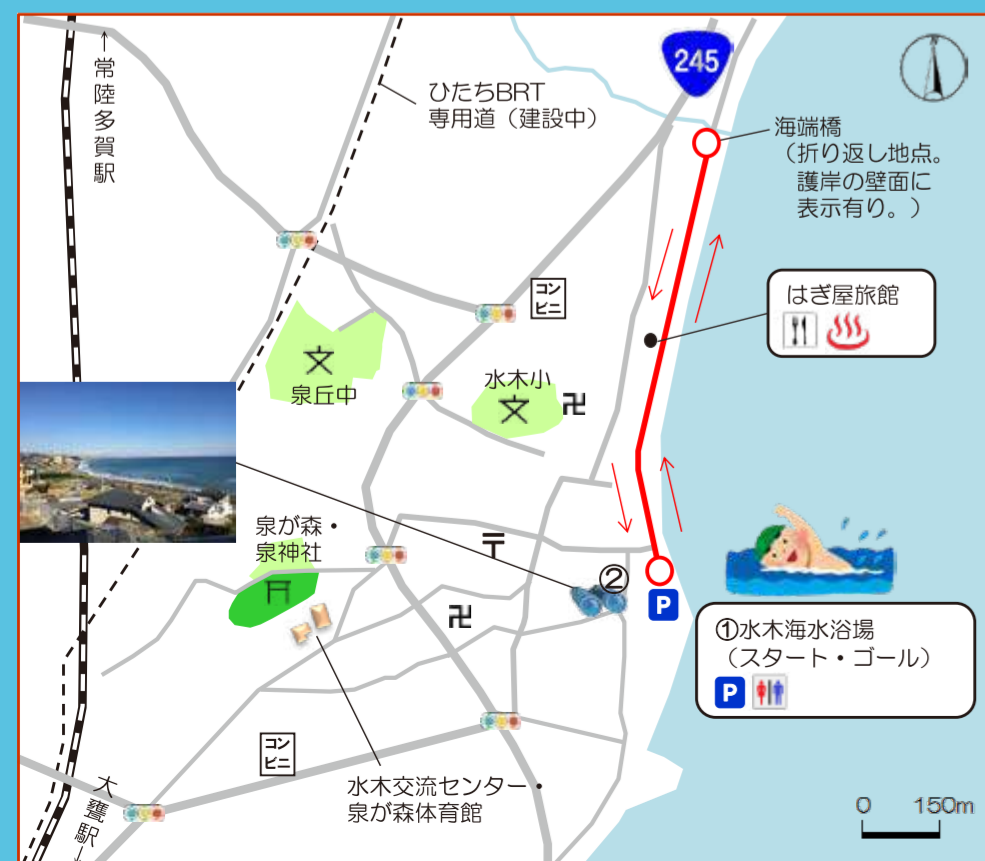 245
N
↑常陸多賀駅
ひたちBRT
専用道（建設中）
海端橋
（折り返し地点。
護岸の壁面に
表示有り。）
コン
ビニ
はぎ屋旅館
文
泉丘中
水木小
文
卍
泉が森・
泉神社
〒
②
P
卍
①水木海水浴場
（スタート・ゴール）
P
コン
ビニ
水木交流センター・
泉が森体育館
大甕駅↓
0 150m